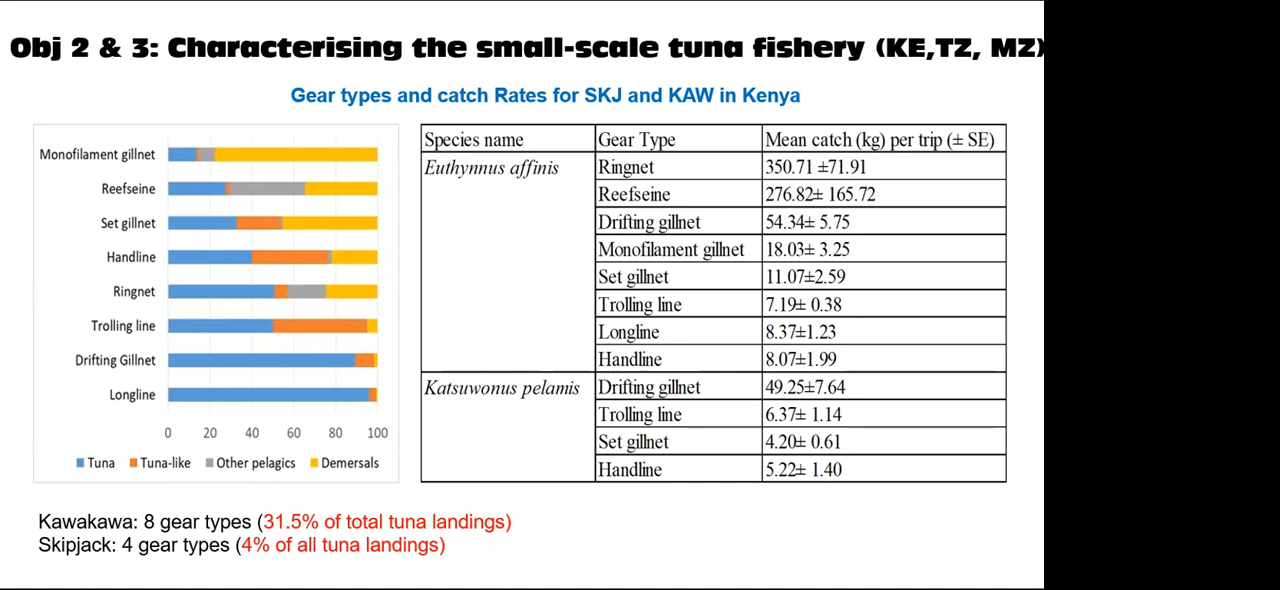 Obj 2 & 3: Characterising the small-scale tuna fishery (KE,TZ, MZ)
Gear types and catch Rates for SKJ and KAW in Kenya
Monofilament gillnet
Reefseine
Set gillnet
Handline
Ringnet
Trolling line
Drifting Gillnet
Longline
0 20 40 60 80 100
Tuna Tuna-like Other pelagics Demersals
Species name Gear Type Mean catch (kg) per trip (± SE)
Euthynnus affinis Ringnet 350.71 ±71.91
Reefseine 276.82± 165.72
Drifting gillnet 54.34± 5.75
Monofilament gillnet 18.03± 3.25
Set gillnet 11.07±2.59
Trolling line 7.19± 0.38
Longline 8.37±1.23
Handline 8.07±1.99
Katsuwonus pelamis Drifting gillnet 49.25±7.64
Trolling line 6.37± 1.14
Set gillnet 4.20± 0.61
Handline 5.22± 1.40
Kawakawa: 8 gear types (31.5% of total tuna landings)
Skipjack: 4 gear types (4% of all tuna landings)